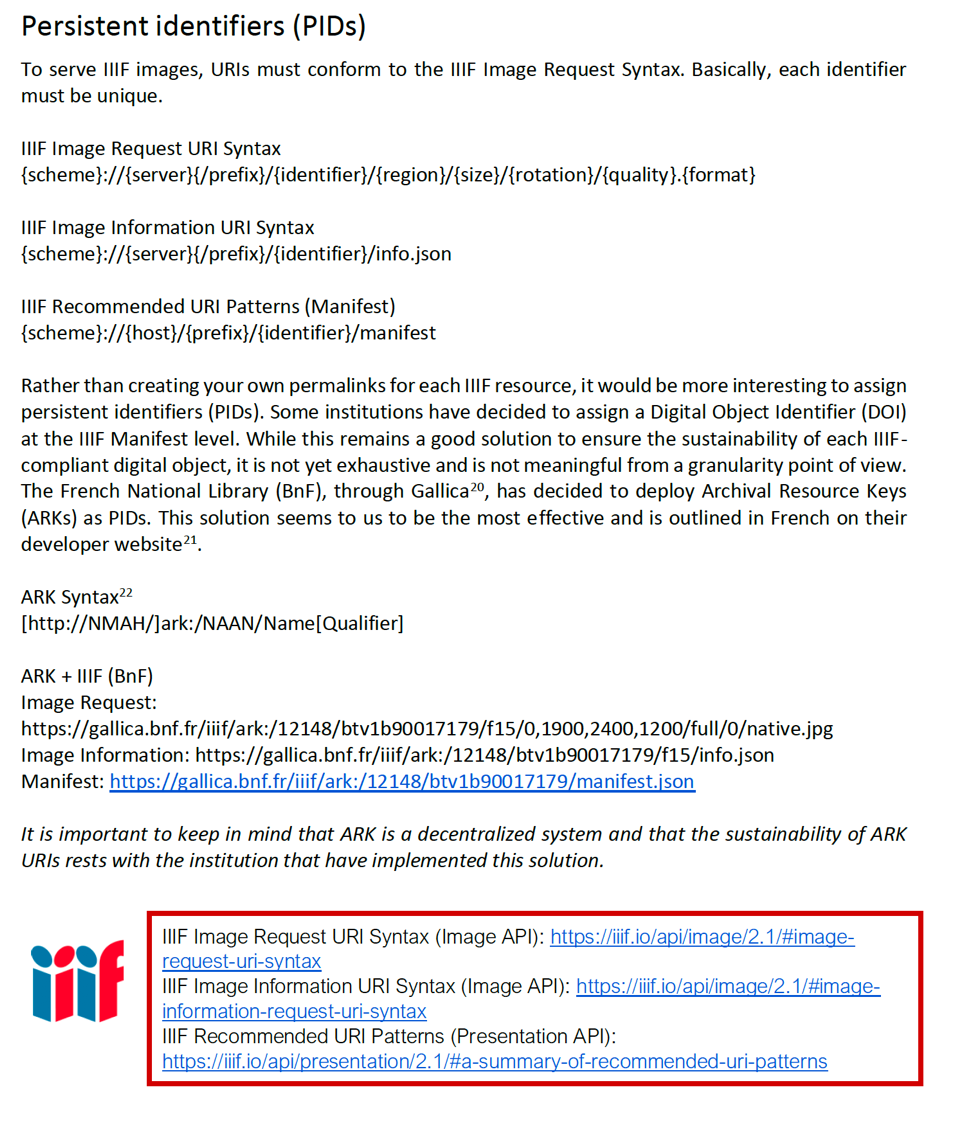 Persistent identifiers (PIDs)
To serve IIIF images, URIs must conform to the IIIF Image Request Syntax. Basically, each identifier
must be unique.
IIIF Image Request URI Syntax
{scheme}://{server}{/prefix}/{identifier}/{region}/{size}/{rotation}/{quality}.{format}
IIIF Image Information URI Syntax
{scheme}://{server}{/prefix}/{identifier}/info.json
IIIF Recommended URI Patterns (Manifest)
{scheme}://{host}/{prefix}/{identifier}/manifest
Rather than creating your own permalinks for each IIIF resource, it would be more interesting to assign
persistent identifiers (PIDs). Some institutions have decided to assign a Digital Object Identifier (DOI)
at the IIIF Manifest level. While this remains a good solution to ensure the sustainability of each IIIF-
compliant digital object, it is not yet exhaustive and is not meaningful from a granularity point of view.
The French National Library (BnF), through Gallica²⁰, has decided to deploy Archival Resource Keys
(ARKs) as PIDs. This solution seems to us to be the most effective and is outlined in French on their
developer website²¹.
ARK Syntax²²
[http://NMAH/]ark:/NAAN/Name[Qualifier]
ARK + IIIF (BnF)
Image Request:
https://gallica.bnf.fr/iiif/ark:/12148/btv1b90017179/f15/0,1900,2400,1200/full/0/native.jpg
Image Information: https://gallica.bnf.fr/iiif/ark:/12148/btv1b90017179/f15/info.json
Manifest: https://gallica.bnf.fr/iiif/ark:/12148/btv1b90017179/manifest.json
It is important to keep in mind that ARK is a decentralized system and that the sustainability of ARK
URIs rests with the institution that have implemented this solution.
iiif
IIIF Image Request URI Syntax (Image API): https://iiif.io/api/image/2.1/#image-
request-uri-syntax
IIIF Image Information URI Syntax (Image API): https://iiif.io/api/image/2.1/#image-
information-request-uri-syntax
IIIF Recommended URI Patterns (Presentation API):
https://iiif.io/api/presentation/2.1/#a-summary-of-recommended-uri-patterns